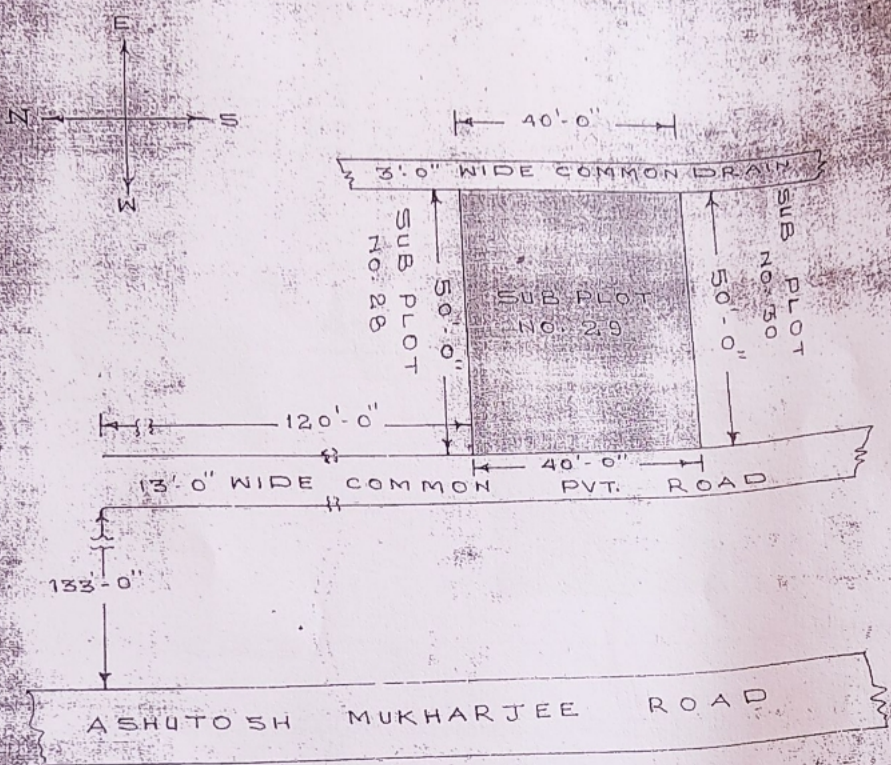 E
N
S
W
40'-0"
3'-0" WIDE COMMON DRAIN
SUB PLOT
NO. 28
50'-0"
SUB PLOT
NO. 29
50'-0"
SUB PLOT
NO. 30
120'-0"
40'-0"
13'-0" WIDE COMMON PVT. ROAD
133'-0"
ASHUTOSH MUKHARJEE ROAD